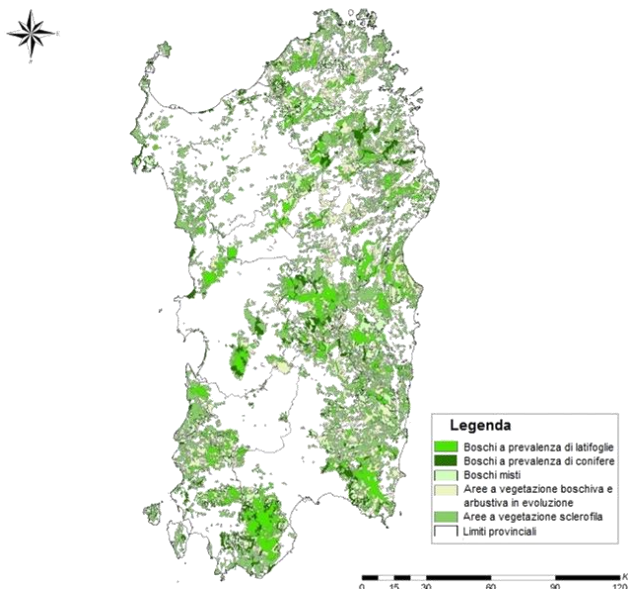 Legenda
Boschi a prevalenza di latifoglie
Boschi a prevalenza di conifere
Boschi misti
Aree a vegetazione boschiva e
arbustiva in evoluzione
Aree a vegetazione sclerofila
Limiti provinciali
0 15 30 60 90 120